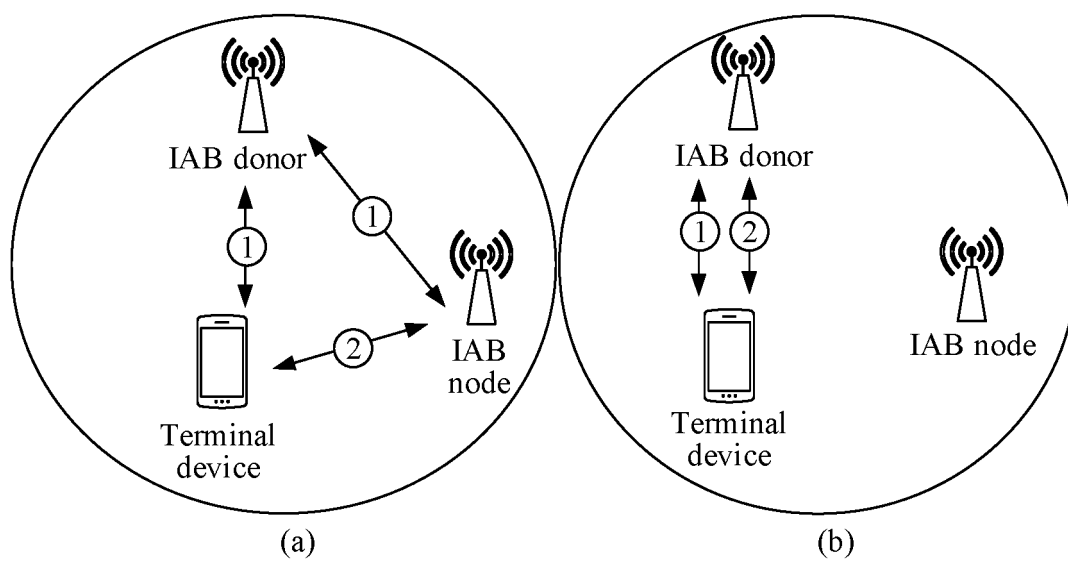 IAB donor
1
1
2
IAB
node
Terminal
device
(a)
IAB donor
1 2
IAB node
Terminal
device
(b)